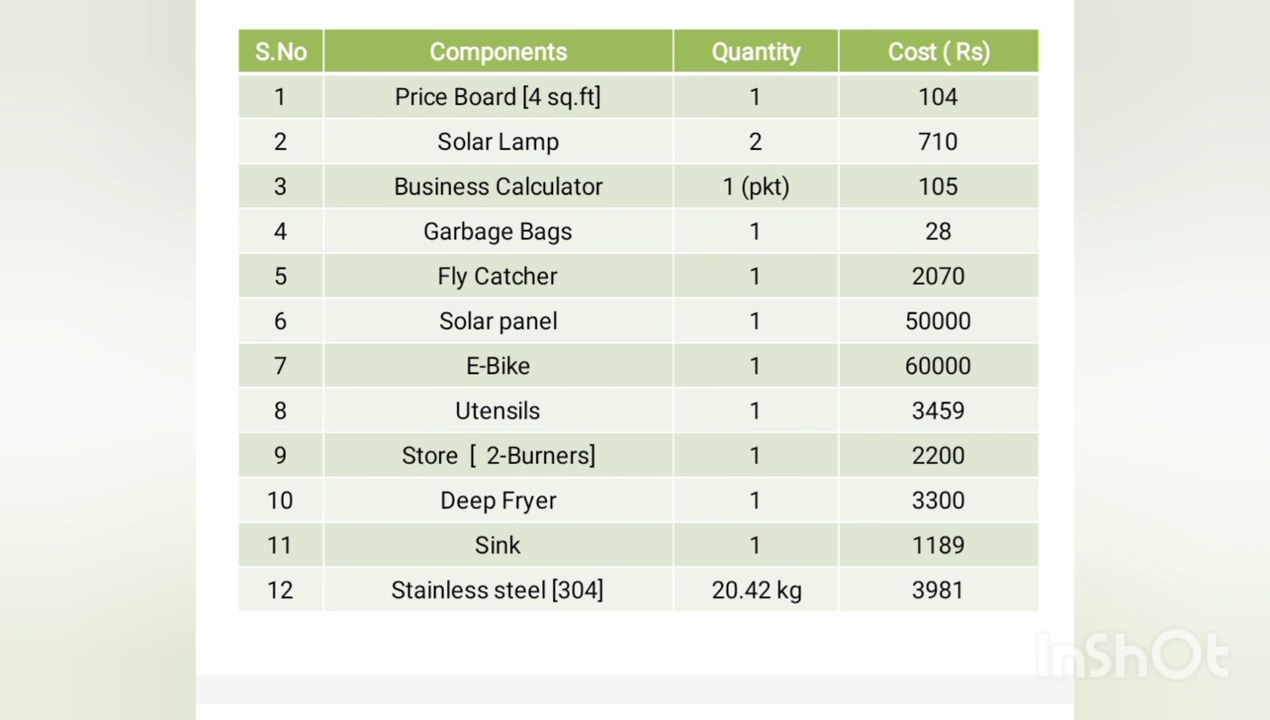 S.No Components Quantity Cost ( Rs)
1 Price Board [4 sq.ft] 1 104
2 Solar Lamp 2 710
3 Business Calculator 1 (pkt) 105
4 Garbage Bags 1 28
5 Fly Catcher 1 2070
6 Solar panel 1 50000
7 E-Bike 1 60000
8 Utensils 1 3459
9 Store [ 2-Burners] 1 2200
10 Deep Fryer 1 3300
11 Sink 1 1189
12 Stainless steel [304] 20.42 kg 3981
InShOt